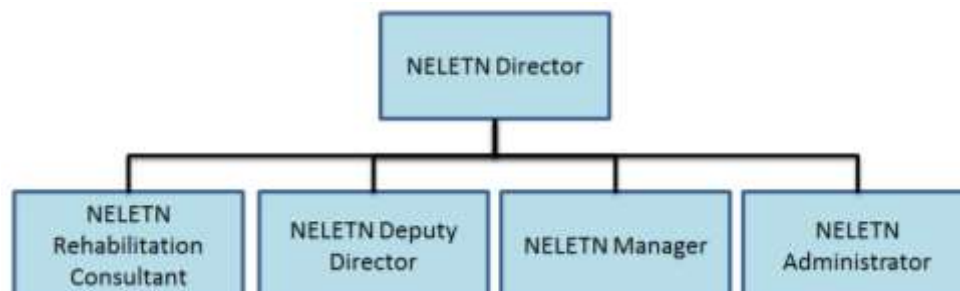 NELETN Director
NELETN
Rehabilitation
Consultant
NELETN Deputy
Director
NELETN Manager
NELETN
Administrator